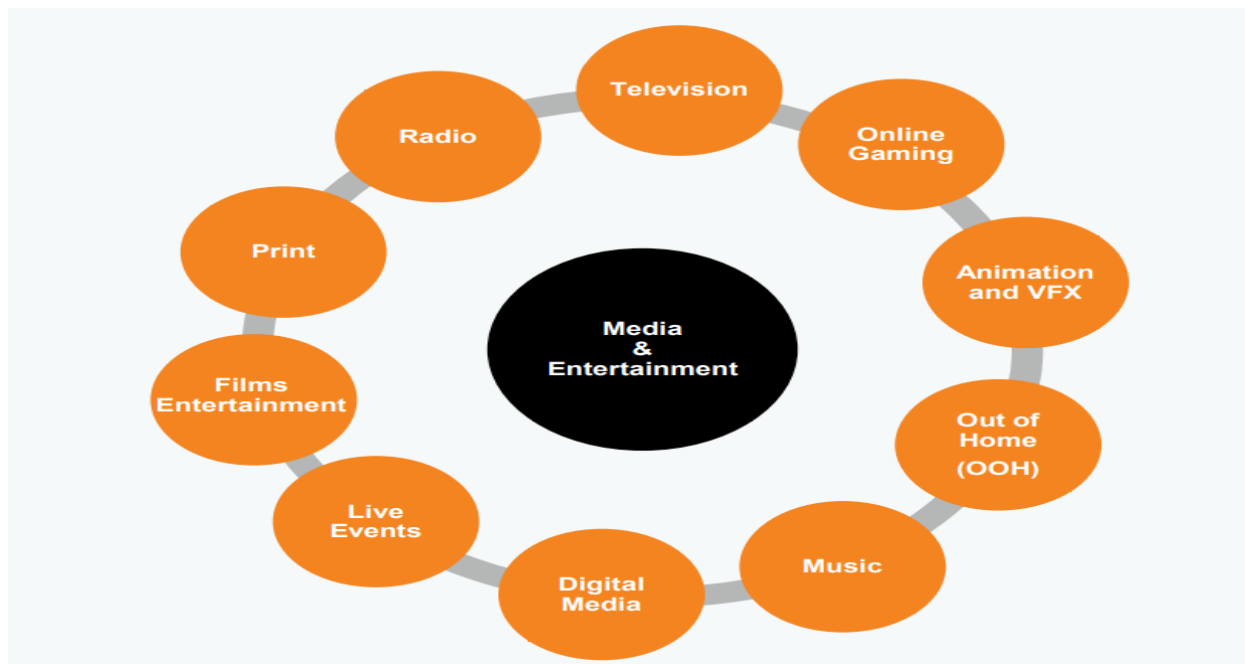 Television
Online
Gaming
Animation
and VFX
Out of
Home
(OOH)
Music
Digital
Media
Live
Events
Films
Entertainment
Print
Radio
Media
&
Entertainment